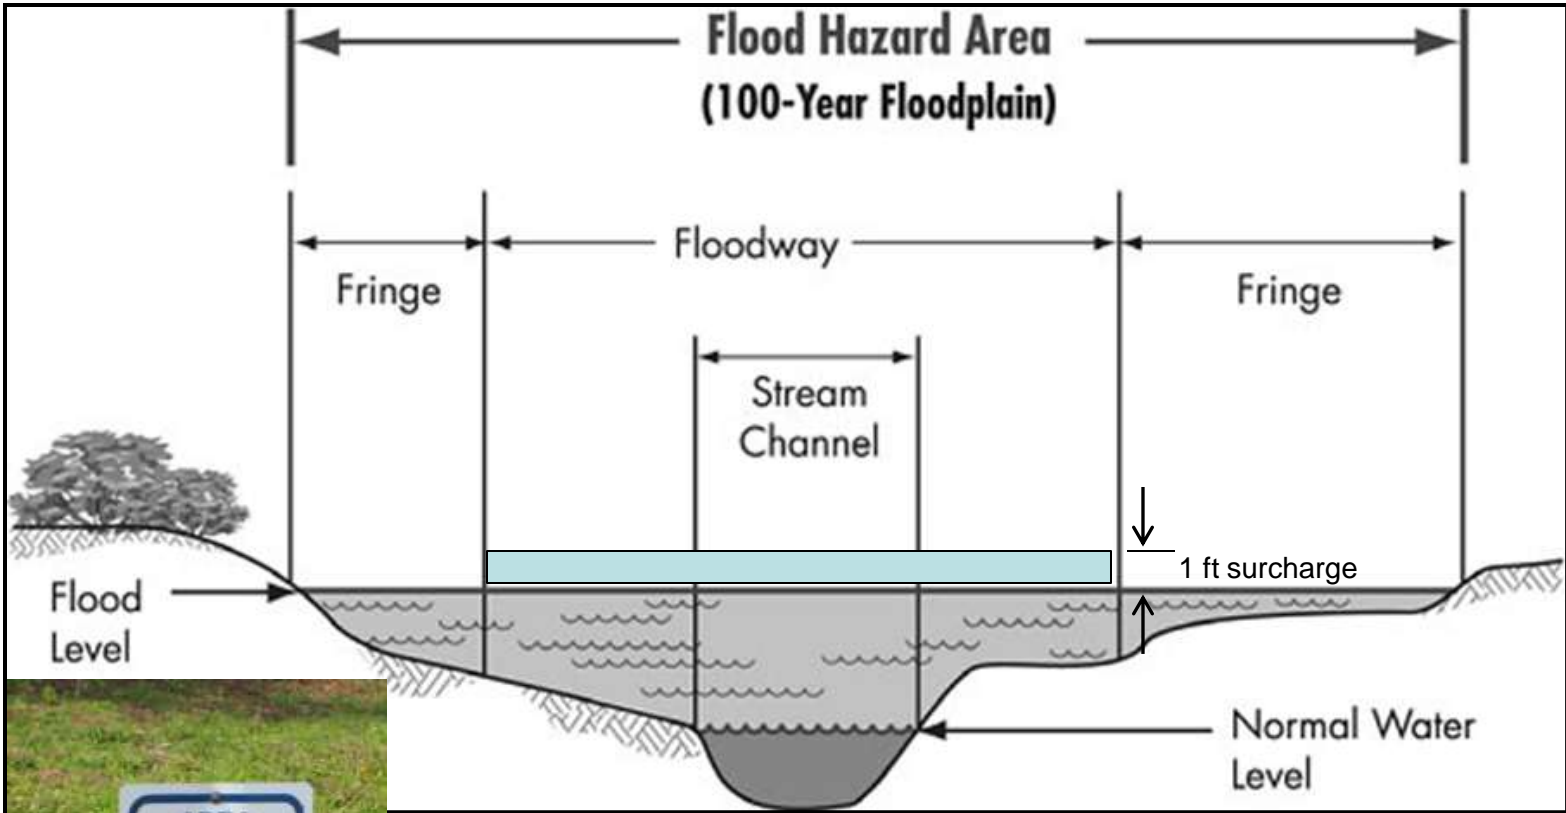 Flood Hazard Area
(100-Year Floodplain)
Floodway
Fringe
Fringe
Stream
Channel
1 ft surcharge
Flood
Level
Normal Water
Level